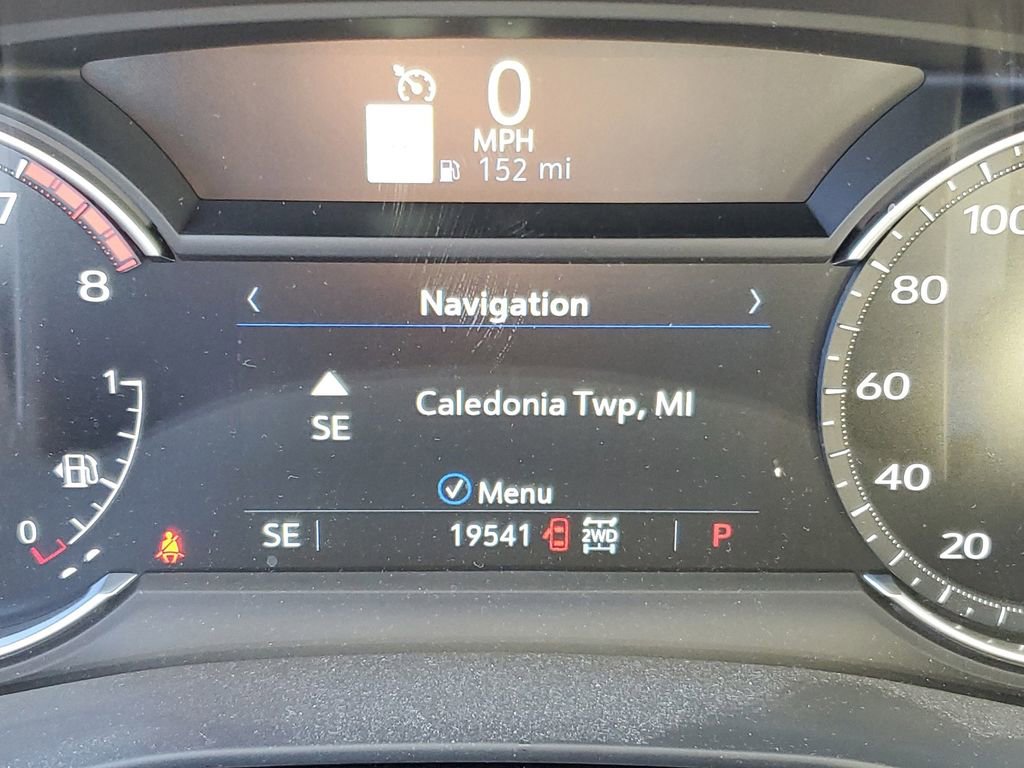 0
MPH
152 mi
7
8
Navigation
100
80
60
40
20
1
0
SE
Caledonia Twp, MI
Menu
SE
19541
2WD
P